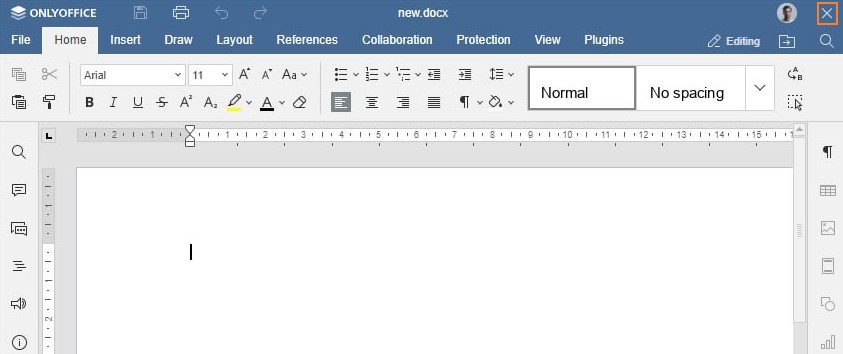 ONLYOFFICE new.docx
File Home Insert Draw Layout References Collaboration Protection View Plugins Editing
Arial 11 A A Aa
B I U S A² A₂ A
Normal No spacing
2 1 1 2 3 4 5 6 7 8 9 10 11 12 13 14 15
1
2